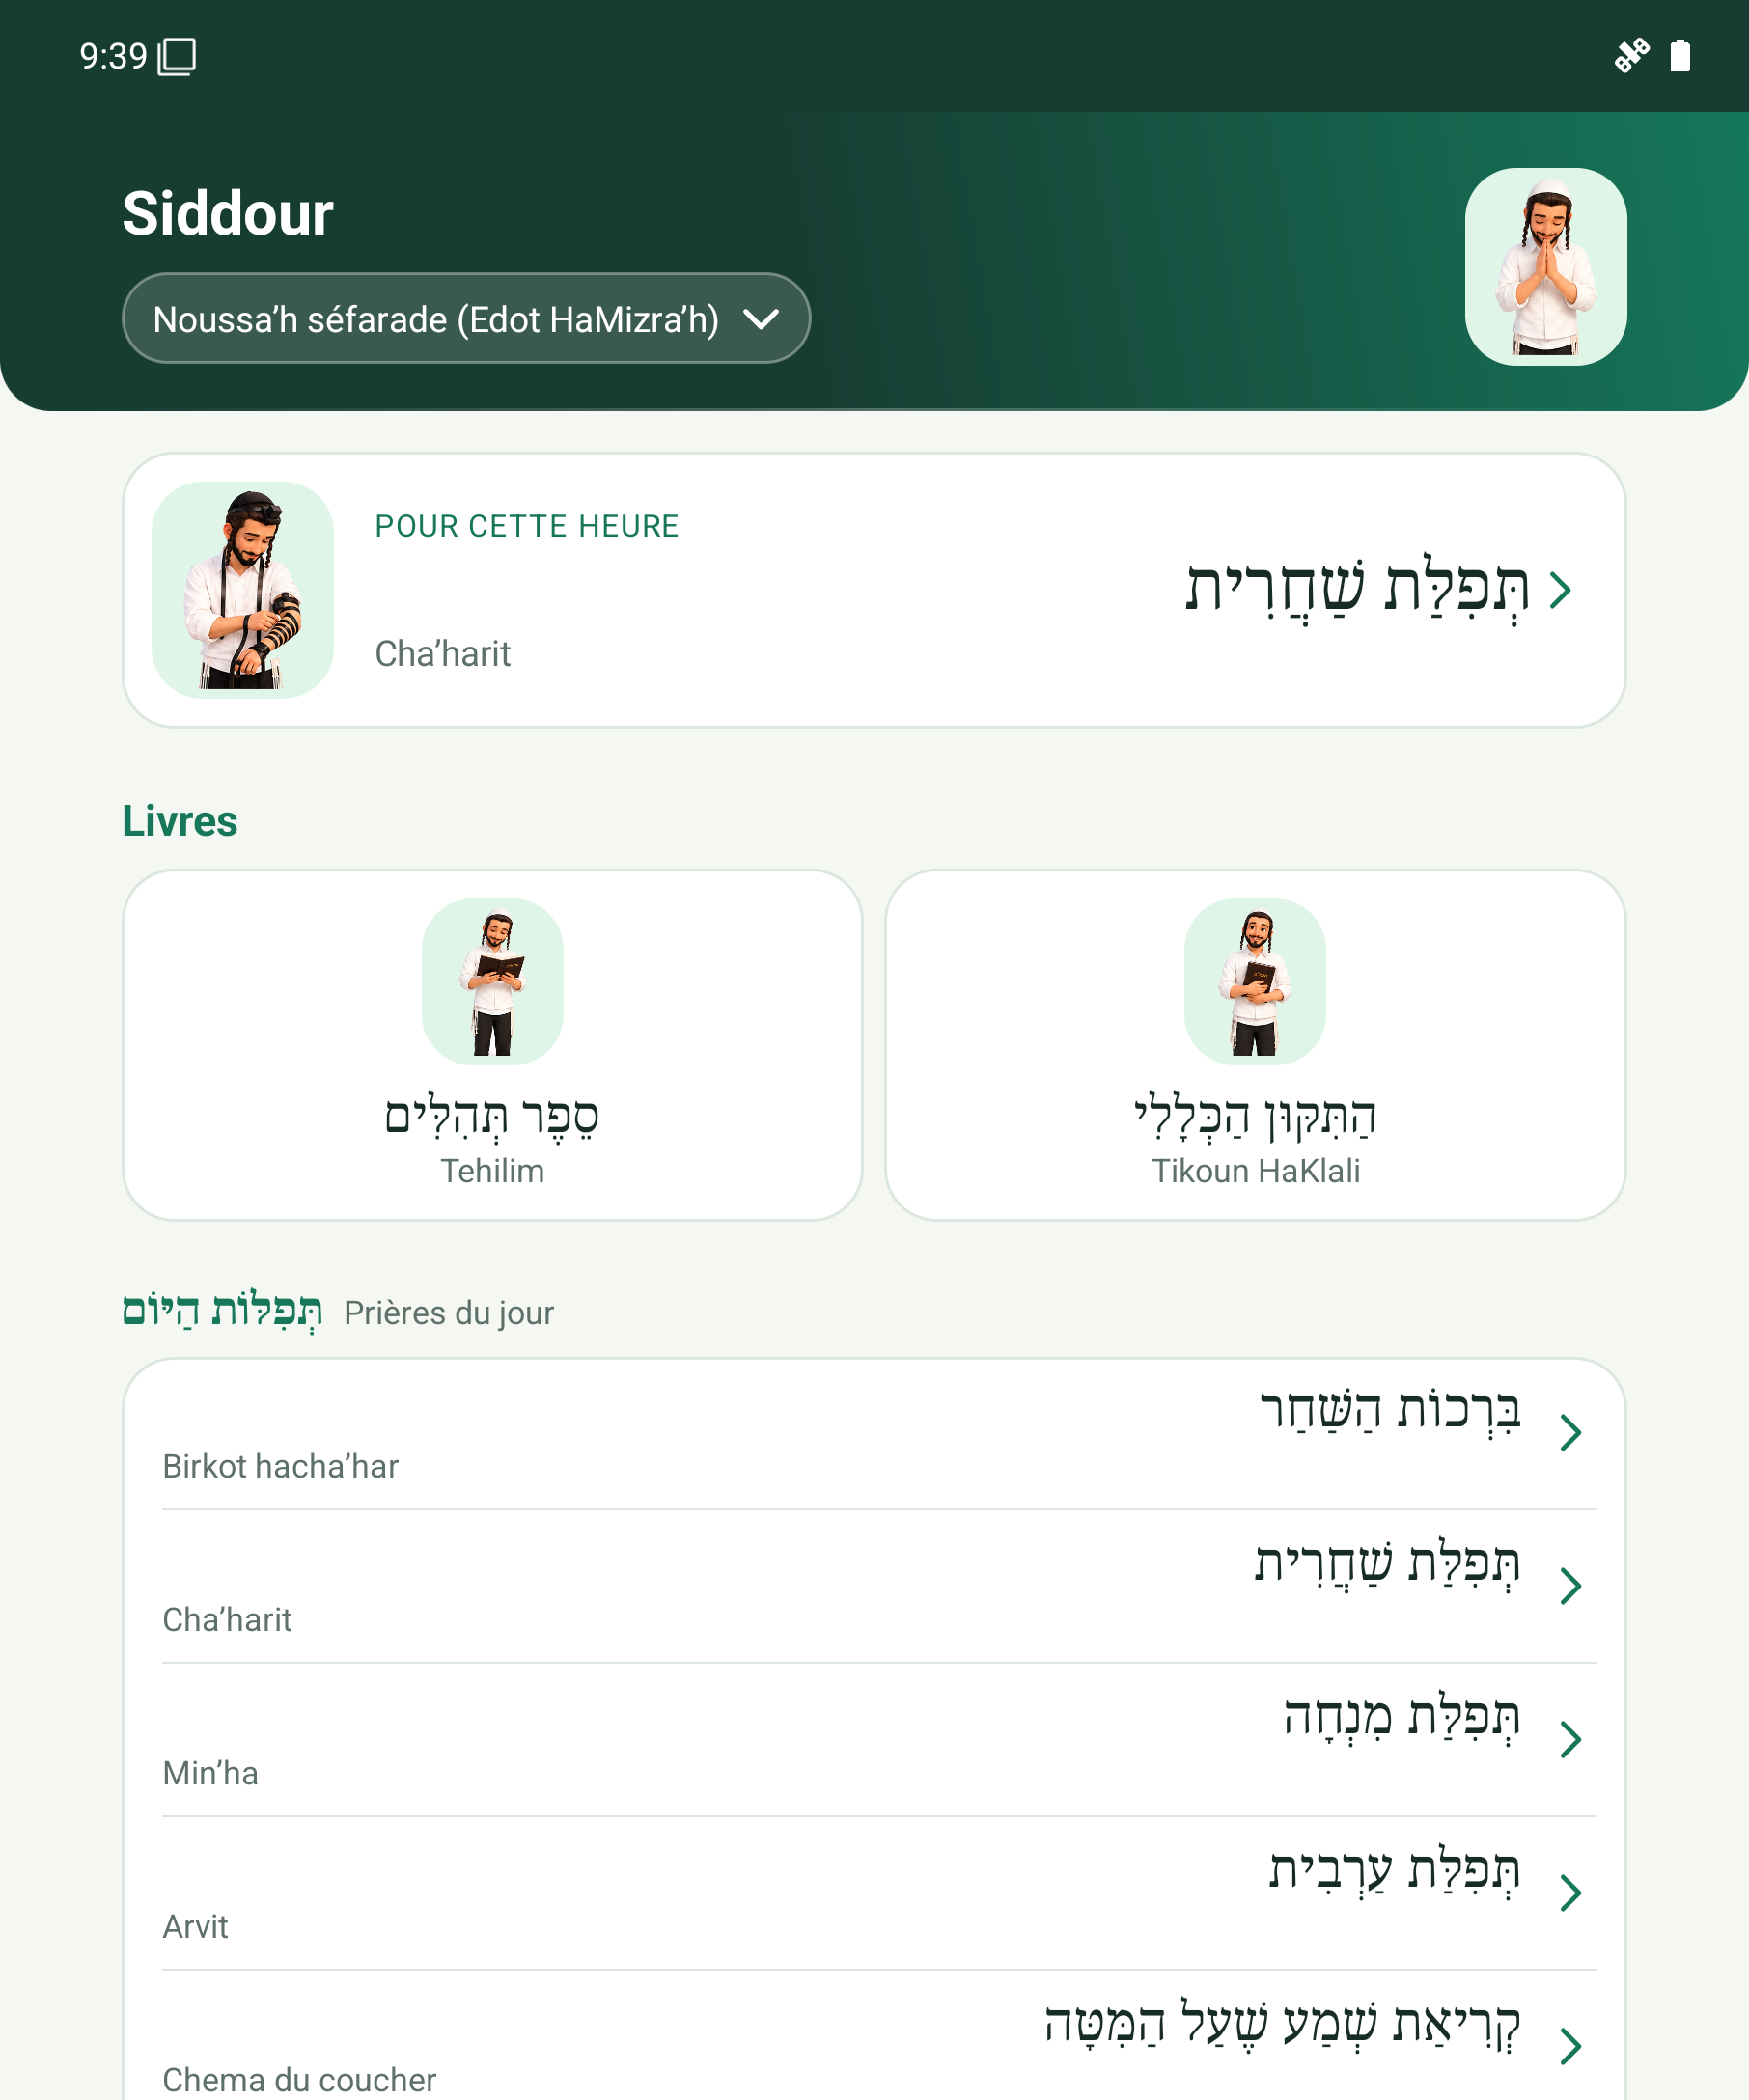 9:39
Siddour
Noussa’h séfarade (Edot HaMizra’h)
POUR CETTE HEURE
תְּפִלַּת שַׁחֲרִית
Cha’harit
Livres
סֵפֶר תְּהִלִּים
Tehilim
הַתִּקּוּן הַכְּלָלִי
Tikoun HaKlali
תְּפִלּוֹת הַיּוֹם Prières du jour
בִּרְכוֹת הַשַּׁחַר
Birkot hacha’har
תְּפִלַּת שַׁחֲרִית
Cha’harit
תְּפִלַּת מִנְחָה
Min’ha
תְּפִלַּת עַרְבִית
Arvit
קְרִיאַת שְׁמַע שֶׁעַל הַמִּטָּה
Chema du coucher